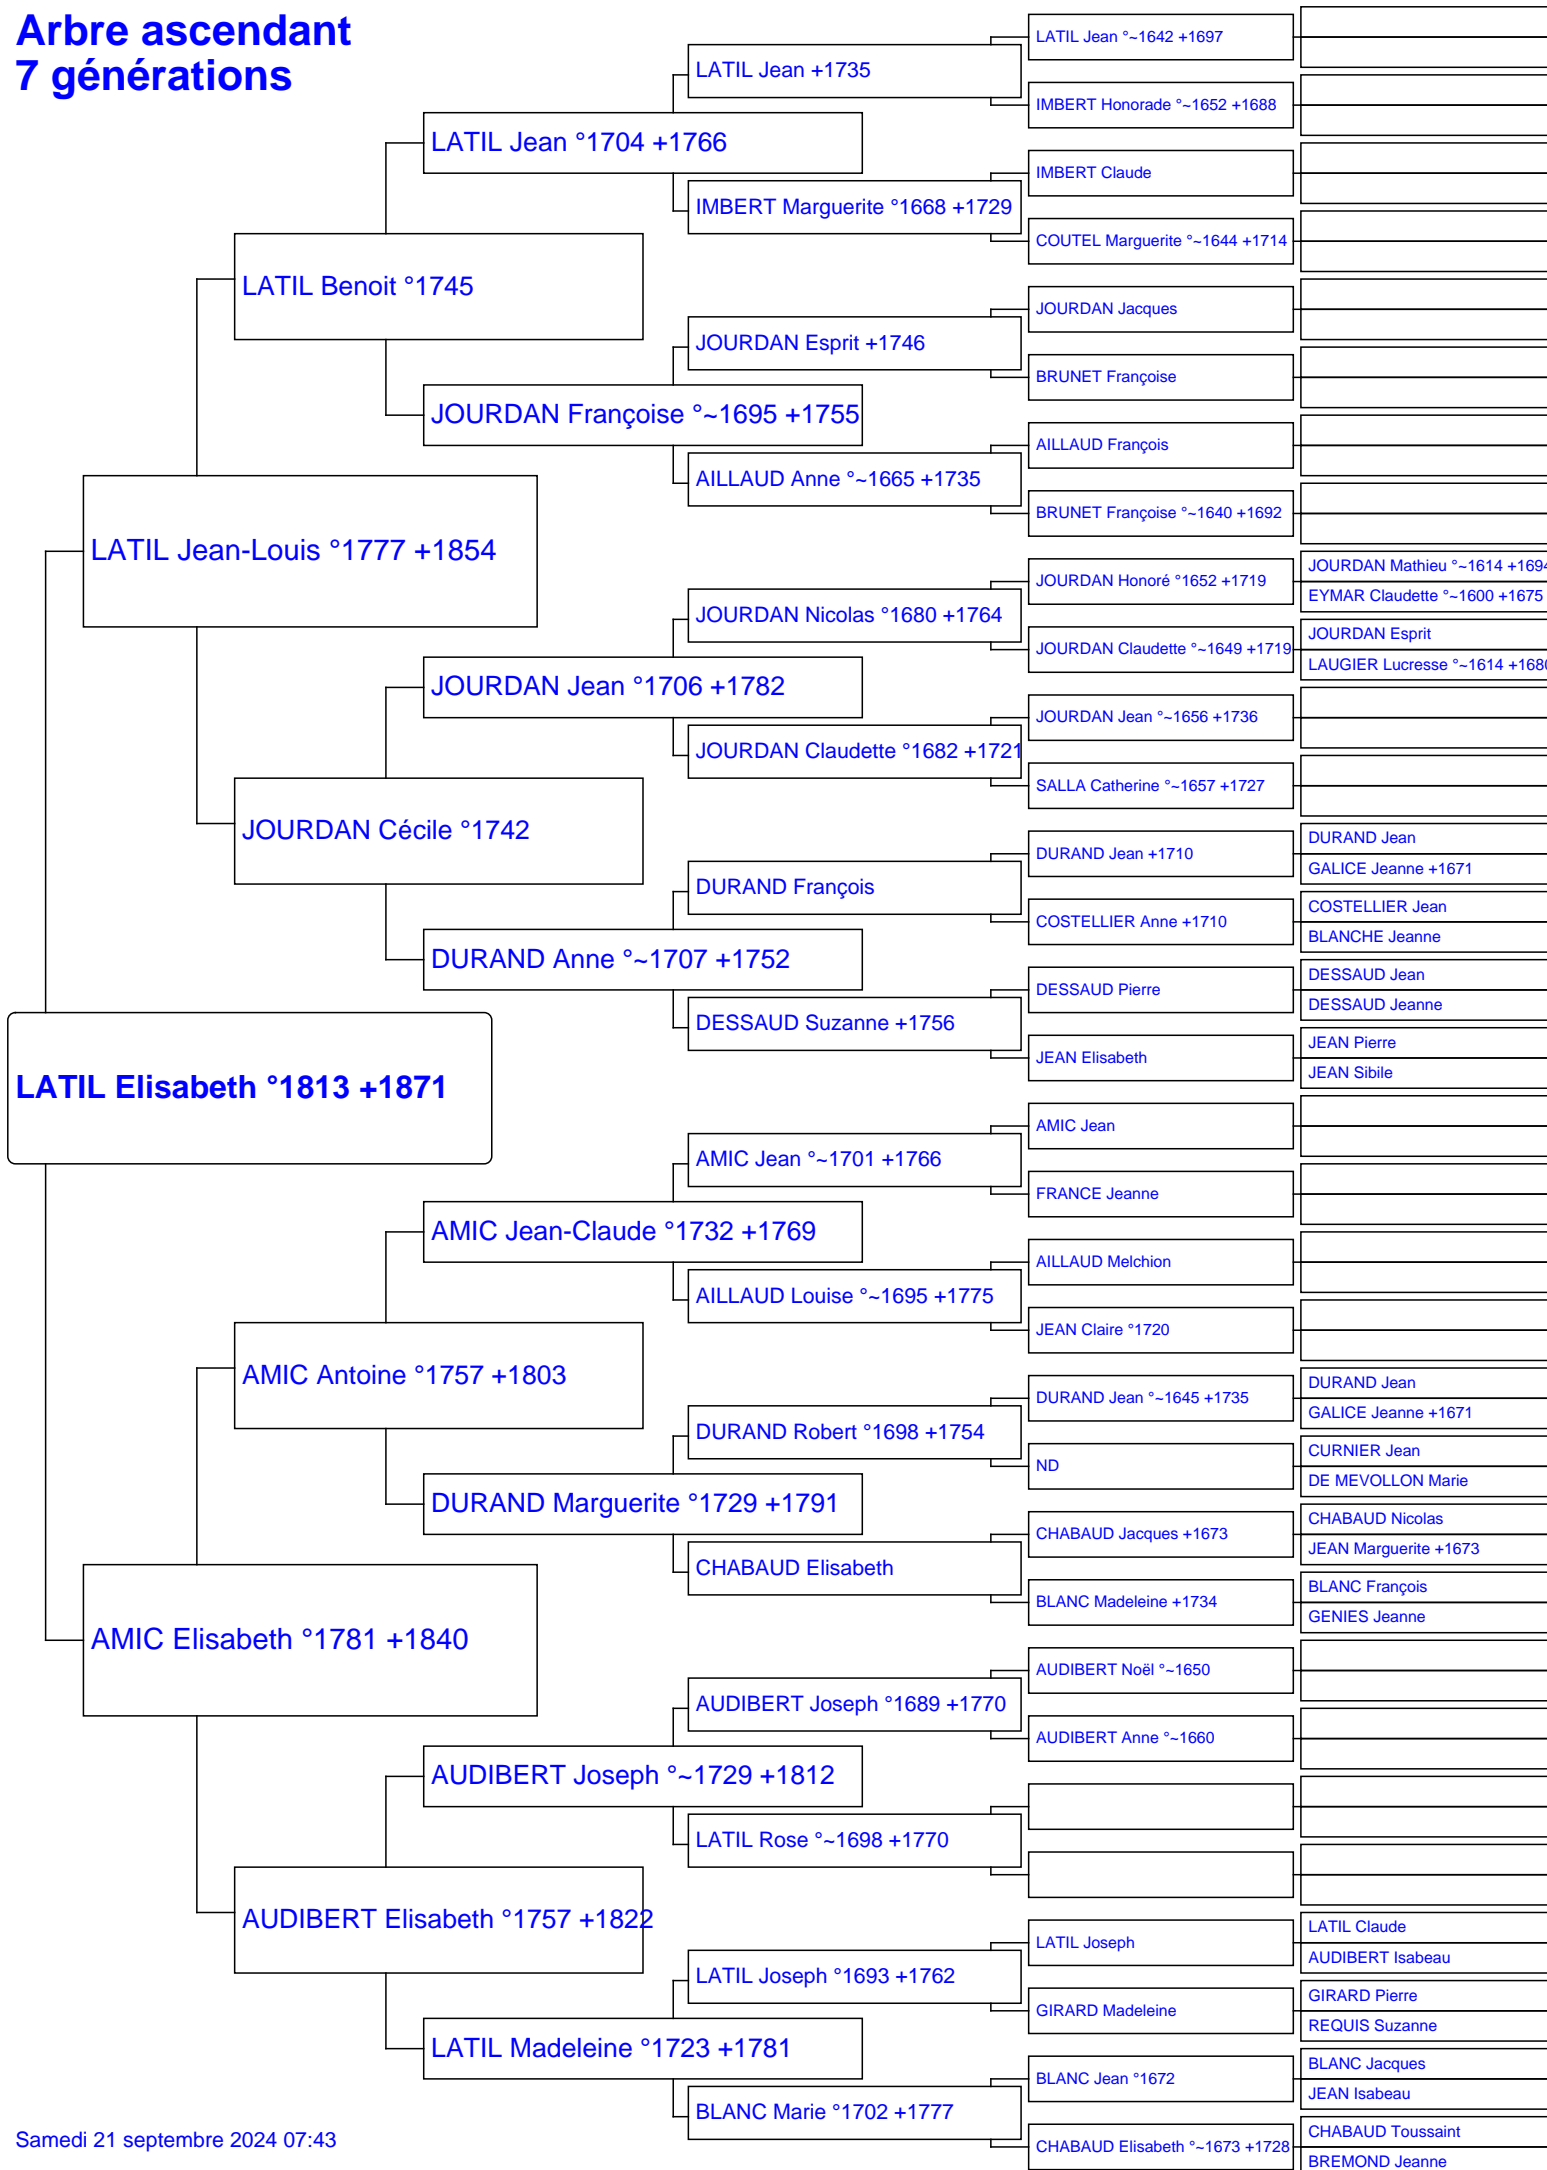 Arbre ascendant
7 générations
LATIL Elisabeth °1813 +1871
LATIL Jean-Louis °1777 +1854
AMIC Elisabeth °1781 +1840
LATIL Benoit °1745
JOURDAN Cécile °1742
AMIC Antoine °1757 +1803
AUDIBERT Elisabeth °1757 +1822
LATIL Jean °1704 +1766
JOURDAN Françoise °~1695 +1755
JOURDAN Jean °1706 +1782
DURAND Anne °~1707 +1752
AMIC Jean-Claude °1732 +1769
DURAND Marguerite °1729 +1791
AUDIBERT Joseph °~1729 +1812
LATIL Madeleine °1723 +1781
LATIL Jean +1735
IMBERT Marguerite °1668 +1729
JOURDAN Esprit +1746
AILLAUD Anne °~1665 +1735
JOURDAN Nicolas °1680 +1764
JOURDAN Claudette °1682 +1721
DURAND François
DESSAUD Suzanne +1756
AMIC Jean °~1701 +1766
AILLAUD Louise °~1695 +1775
DURAND Robert °1698 +1754
CHABAUD Elisabeth
AUDIBERT Joseph °1689 +1770
LATIL Rose °~1698 +1770
LATIL Joseph °1693 +1762
BLANC Marie °1702 +1777
LATIL Jean °~1642 +1697
IMBERT Honorade °~1652 +1688
IMBERT Claude
COUTEL Marguerite °~1644 +1714
JOURDAN Jacques
BRUNET Françoise
AILLAUD François
BRUNET Françoise °~1640 +1692
JOURDAN Honoré °1652 +1719
JOURDAN Claudette °~1649 +1719
JOURDAN Jean °~1656 +1736
SALLA Catherine °~1657 +1727
DURAND Jean +1710
COSTELLIER Anne +1710
DESSAUD Pierre
JEAN Elisabeth
AMIC Jean
FRANCE Jeanne
AILLAUD Melchion
JEAN Claire °1720
DURAND Jean °~1645 +1735
ND
CHABAUD Jacques +1673
BLANC Madeleine +1734
AUDIBERT Noël °~1650
AUDIBERT Anne °~1660
LATIL Joseph
GIRARD Madeleine
BLANC Jean °1672
CHABAUD Elisabeth °~1673 +1728
JOURDAN Mathieu °~1614 +1694
EYMAR Claudette °~1600 +1675
JOURDAN Esprit
LAUGIER Lucresse °~1614 +1680
DURAND Jean
GALICE Jeanne +1671
COSTELLIER Jean
BLANCHE Jeanne
DESSAUD Jean
DESSAUD Jeanne
JEAN Pierre
JEAN Sibile
DURAND Jean
GALICE Jeanne +1671
CURNIER Jean
DE MEVOLLON Marie
CHABAUD Nicolas
JEAN Marguerite +1673
BLANC François
GENIES Jeanne
LATIL Claude
AUDIBERT Isabeau
GIRARD Pierre
REQUIS Suzanne
BLANC Jacques
JEAN Isabeau
CHABAUD Toussaint
BREMOND Jeanne
Samedi 21 septembre 2024 07:43